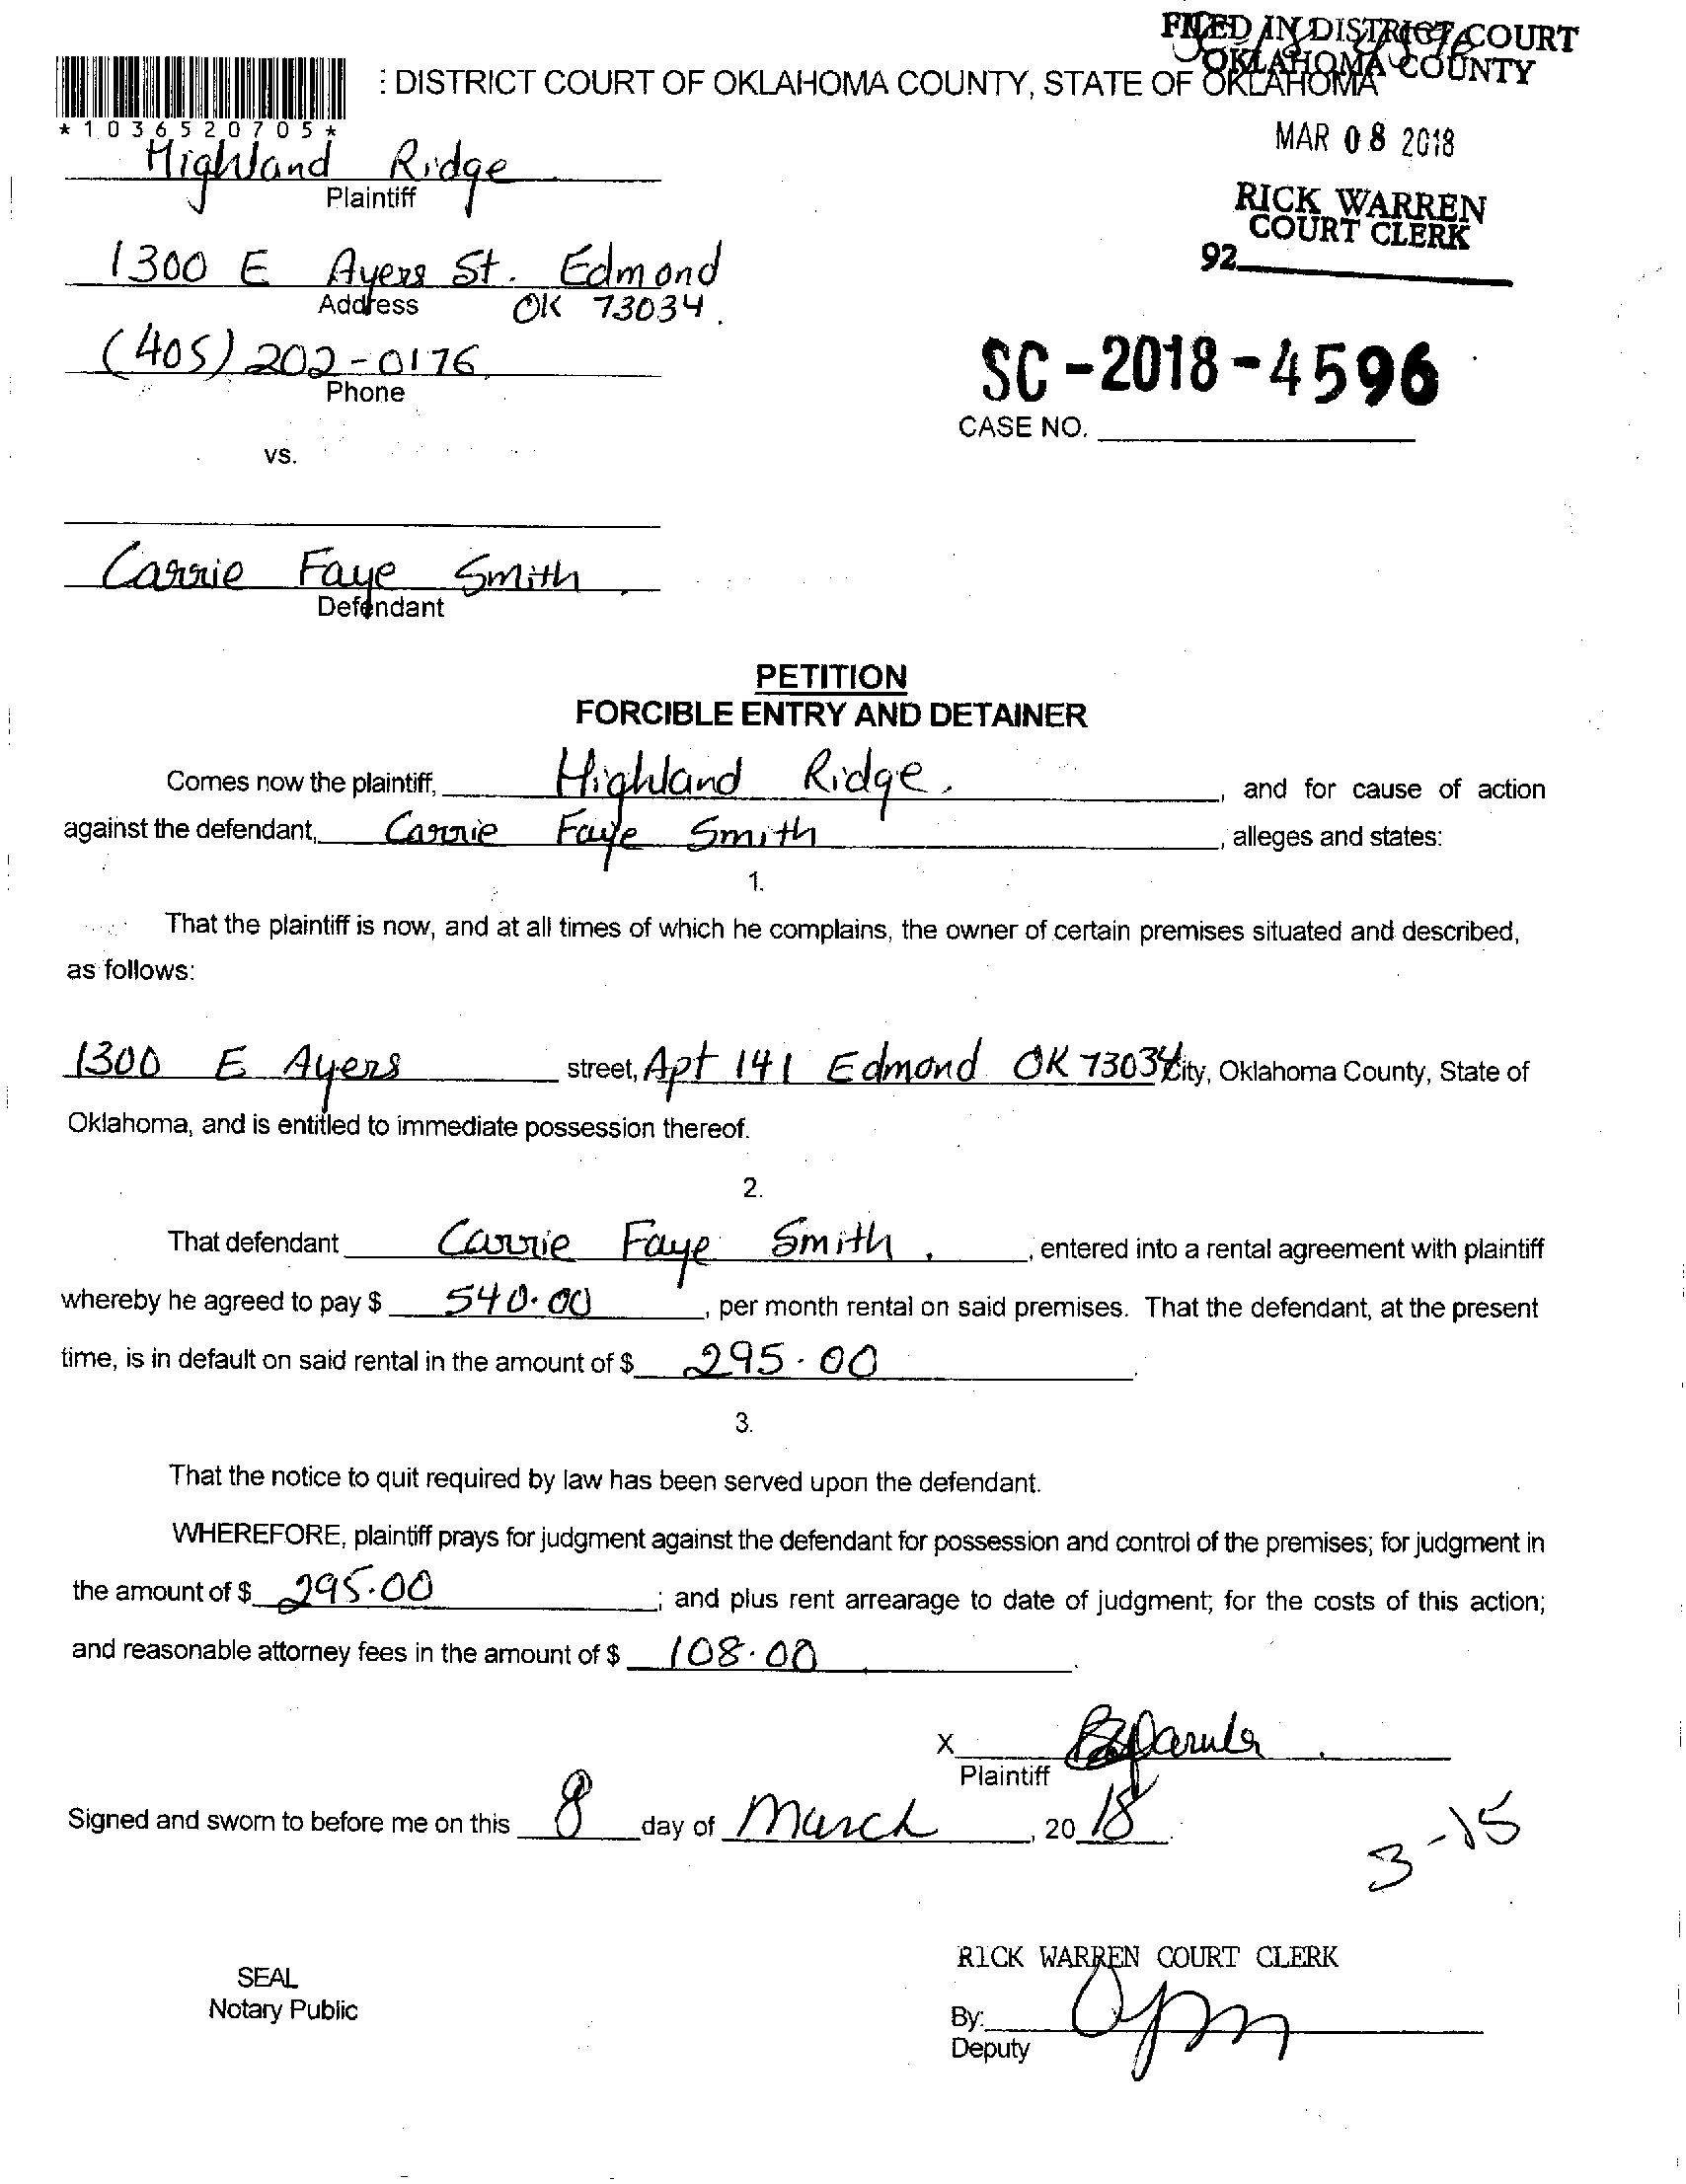 FILED IN DISTRICT COURT
OKLAHOMA COUNTY
: DISTRICT COURT OF OKLAHOMA COUNTY, STATE OF OKLAHOMA
*1036520705*
MAR 08 2018
Highland Ridge
Plaintiff
RICK WARREN
COURT CLERK
92
1300 E Ayers St. Edmond
Address OK 73034.
(405) 202-0176
Phone
SC-2018-4596
CASE NO.
vs.
Carrie Faye Smith
Defendant
PETITION
FORCIBLE ENTRY AND DETAINER
Comes now the plaintiff, Highland Ridge, and for cause of action
against the defendant, Carrie Faye Smith, alleges and states:
1.
That the plaintiff is now, and at all times of which he complains, the owner of certain premises situated and described,
as follows:
1300 E Ayers street, Apt 141 Edmond OK 73034 City, Oklahoma County, State of
Oklahoma, and is entitled to immediate possession thereof.
2.
That defendant Carrie Faye Smith, entered into a rental agreement with plaintiff
whereby he agreed to pay $ 540.00, per month rental on said premises. That the defendant, at the present
time, is in default on said rental in the amount of $ 295.00.
3.
That the notice to quit required by law has been served upon the defendant.
WHEREFORE, plaintiff prays for judgment against the defendant for possession and control of the premises; for judgment in
the amount of $ 295.00; and plus rent arrearage to date of judgment; for the costs of this action;
and reasonable attorney fees in the amount of $ 108.00.
X
Plaintiff
Signed and sworn to before me on this 8 day of March, 20 18.
3-15
RICK WARREN COURT CLERK
SEAL
Notary Public
By:
Deputy